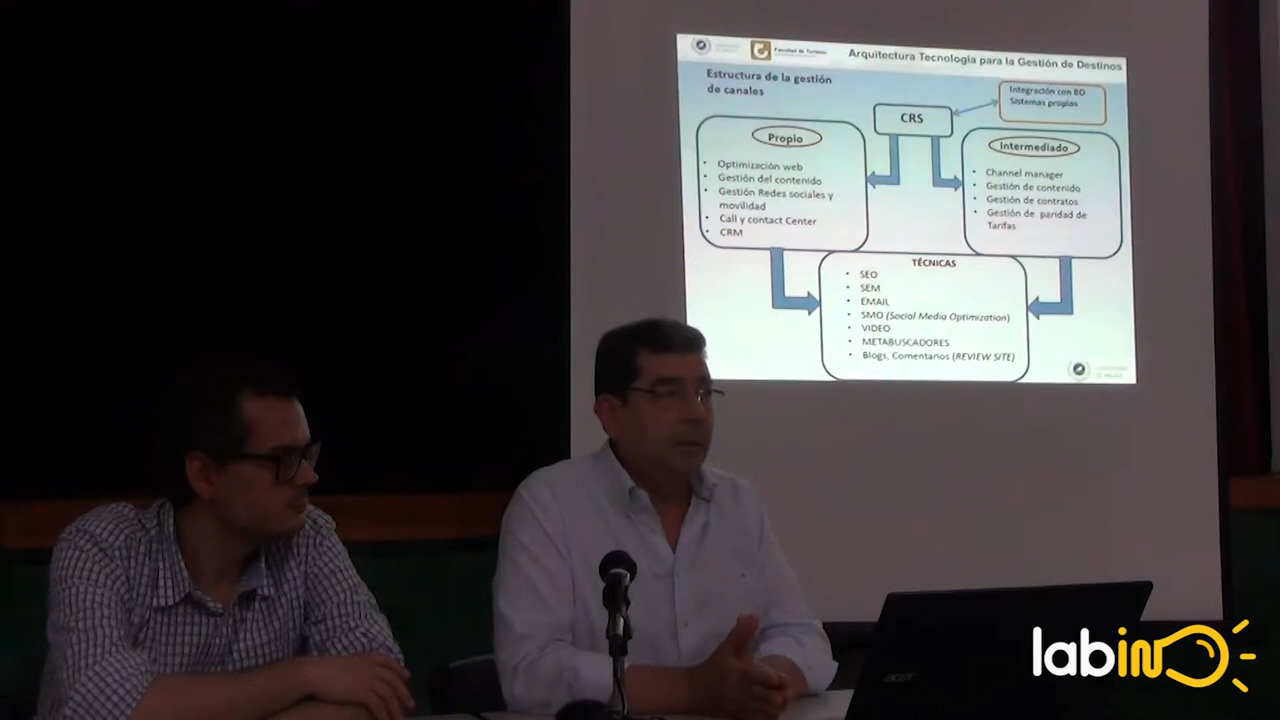 Facultad de Turismo
Arquitectura Tecnología para la Gestión de Destinos
Estructura de la gestión
de canales
Integración con BD
Sistemas propios
CRS
Propio
• Optimización web
• Gestión del contenido
• Gestión Redes sociales y
movilidad
• Call y contact Center
• CRM
Intermediado
• Channel manager
• Gestión de contenido
• Gestión de contratos
• Gestión de paridad de
Tarifas
TÉCNICAS
• SEO
• SEM
• EMAIL
• SMO (Social Media Optimization)
• VIDEO
• METABUSCADORES
• Blogs, Comentarios (REVIEW SITE)
acer
labin